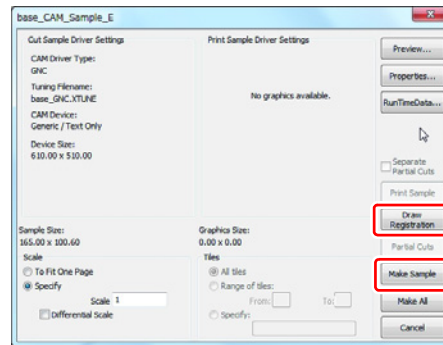 base_CAM_Sample_E
Cut Sample Driver Settings
CAM Driver Type:
GNC
Tuning Filename:
base_GNC.XTUNE
CAM Device:
Generic / Text Only
Device Size:
610.00 x 510.00
Print Sample Driver Settings
No graphics available.
Sample Size:
165.00 x 100.60
Graphics Size:
0.00 x 0.00
Scale
To Fit One Page
Specify
Scale 1
Differential Scale
Tiles
All tiles
Range of tiles:
From: To:
Specify:
Preview...
Properties...
RunTimeData...
Separate
Partial Cuts
Print Sample
Draw
Registration
Partial Cuts
Make Sample
Make All
Cancel